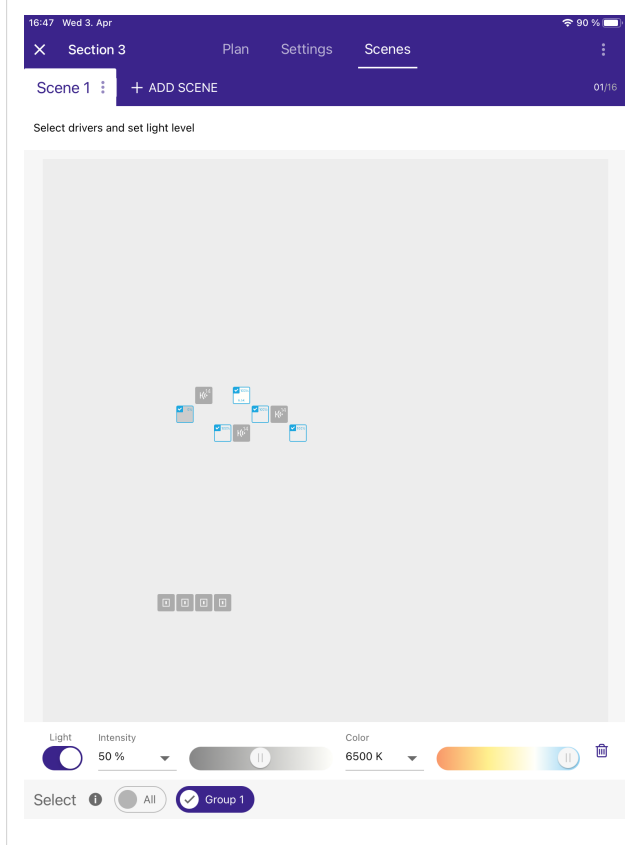 16:47 Wed 3. Apr 90 %
Section 3 Plan Settings Scenes
Scene 1 + ADD SCENE 01/16
Select drivers and set light level
Light Intensity Color
50 % 6500 K
Select All Group 1